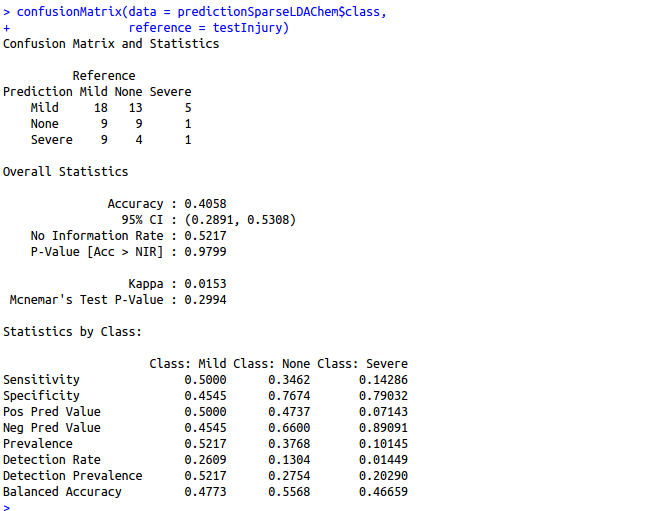 > confusionMatrix(data = predictionSparseLDAChem$class,
+                 reference = testInjury)
Confusion Matrix and Statistics

          Reference
Prediction Mild None Severe
    Mild     18   13      5
    None      9    9      1
    Severe    9    4      1

Overall Statistics

               Accuracy : 0.4058
                 95% CI : (0.2891, 0.5308)
    No Information Rate : 0.5217
    P-Value [Acc > NIR] : 0.9799

                  Kappa : 0.0153
 Mcnemar's Test P-Value : 0.2994

Statistics by Class:

                     Class: Mild Class: None Class: Severe
Sensitivity               0.5000      0.3462       0.14286
Specificity               0.4545      0.7674       0.79032
Pos Pred Value            0.5000      0.4737       0.07143
Neg Pred Value            0.4545      0.6600       0.89091
Prevalence                0.5217      0.3768       0.10145
Detection Rate            0.2609      0.1304       0.01449
Detection Prevalence      0.5217      0.2754       0.20290
Balanced Accuracy         0.4773      0.5568       0.46659
>